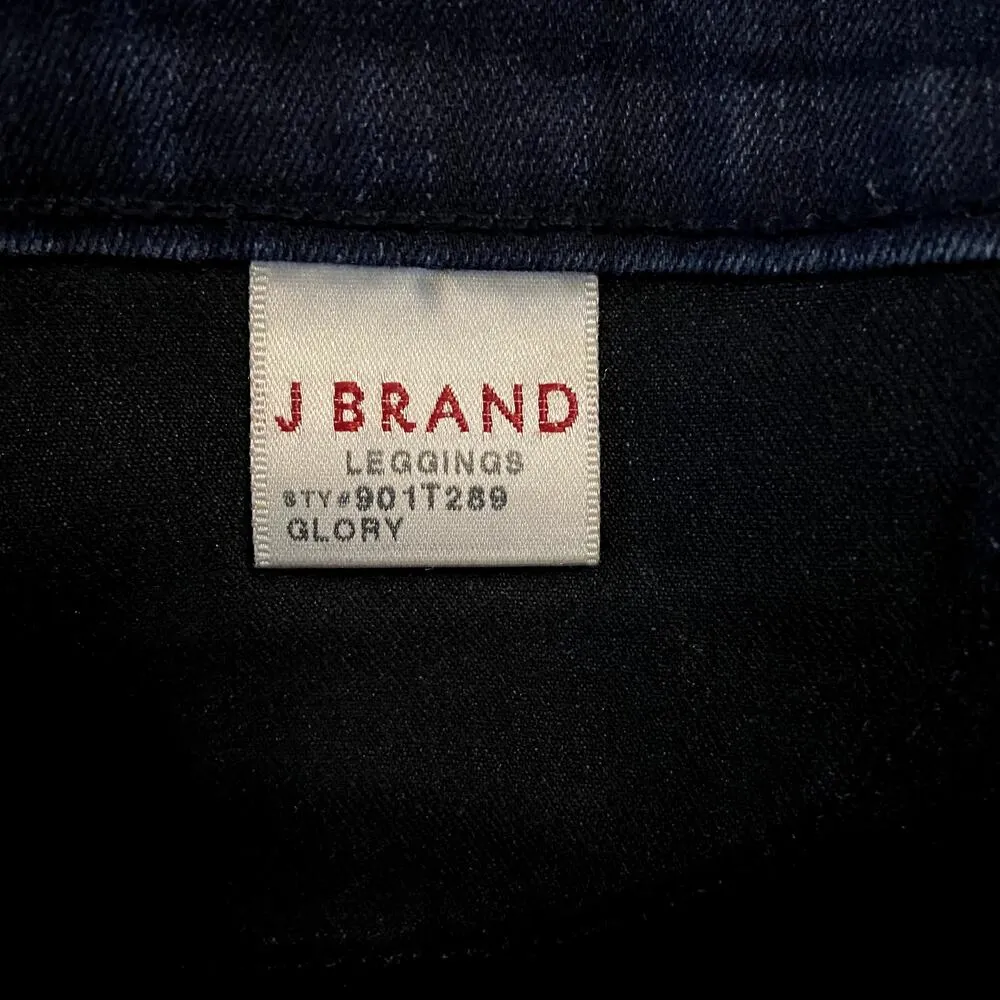 J BRAND
LEGGINGS
STY#901T289
GLORY